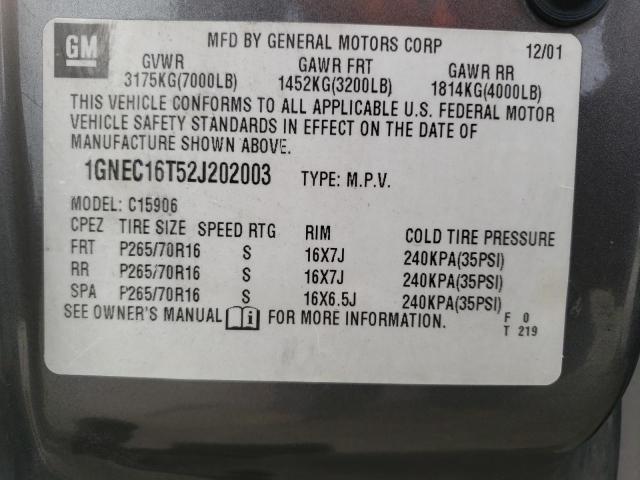 GM MFD BY GENERAL MOTORS CORP 12/01
GVWR GAWR FRT GAWR RR
3175KG(7000LB) 1452KG(3200LB) 1814KG(4000LB)
THIS VEHICLE CONFORMS TO ALL APPLICABLE U.S. FEDERAL MOTOR
VEHICLE SAFETY STANDARDS IN EFFECT ON THE DATE OF
MANUFACTURE SHOWN ABOVE.
1GNEC16T52J202003 TYPE: M.P.V.
MODEL: C15906
CPEZ TIRE SIZE SPEED RTG RIM COLD TIRE PRESSURE
FRT P265/70R16 S 16X7J 240KPA(35PSI)
RR P265/70R16 S 16X7J 240KPA(35PSI)
SPA P265/70R16 S 16X6.5J 240KPA(35PSI)
SEE OWNER'S MANUAL FOR MORE INFORMATION. F 0
T 219